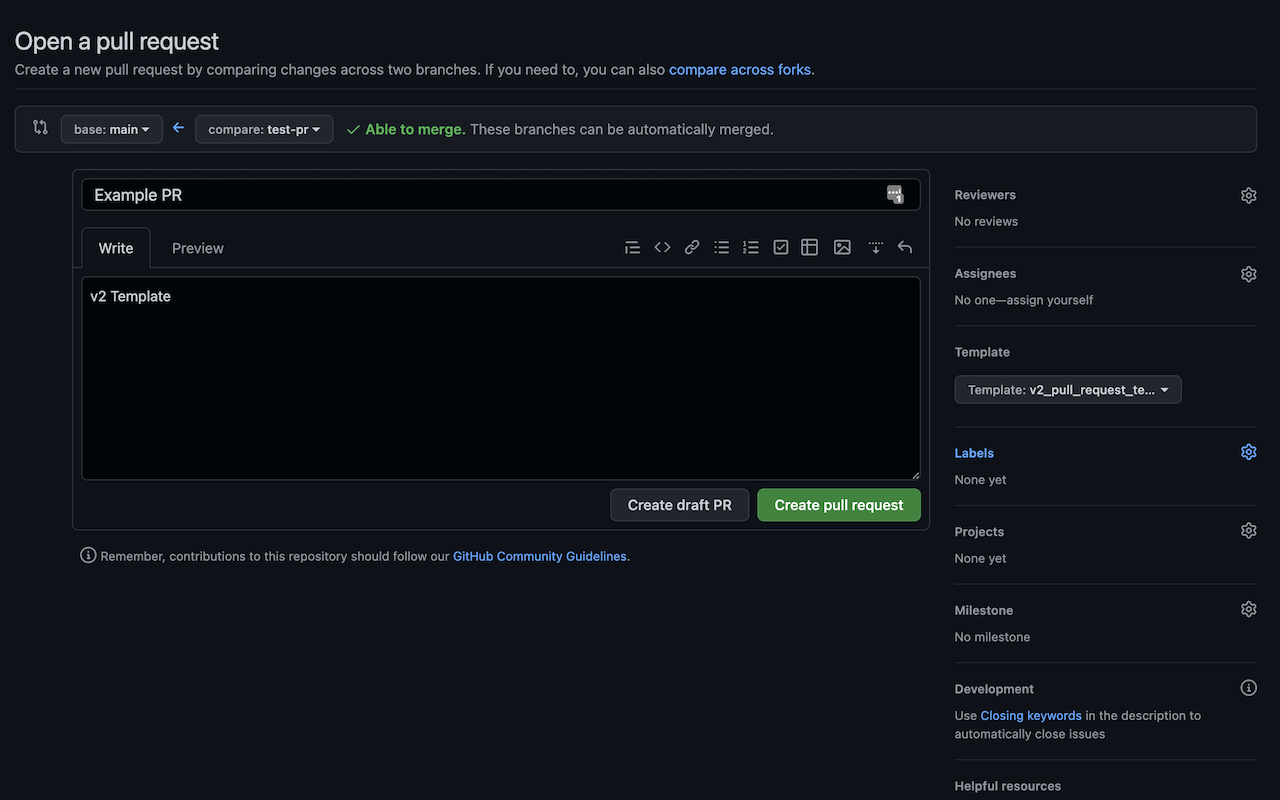 Open a pull request
Create a new pull request by comparing changes across two branches. If you need to, you can also compare across forks.
base: main
compare: test-pr
Able to merge. These branches can be automatically merged.
Example PR
1
Write
Preview
v2 Template
Create draft PR
Create pull request
Remember, contributions to this repository should follow our GitHub Community Guidelines.
Reviewers
No reviews
Assignees
No one—assign yourself
Template
Template: v2_pull_request_te...
Labels
None yet
Projects
None yet
Milestone
No milestone
Development
Use Closing keywords in the description to
automatically close issues
Helpful resources